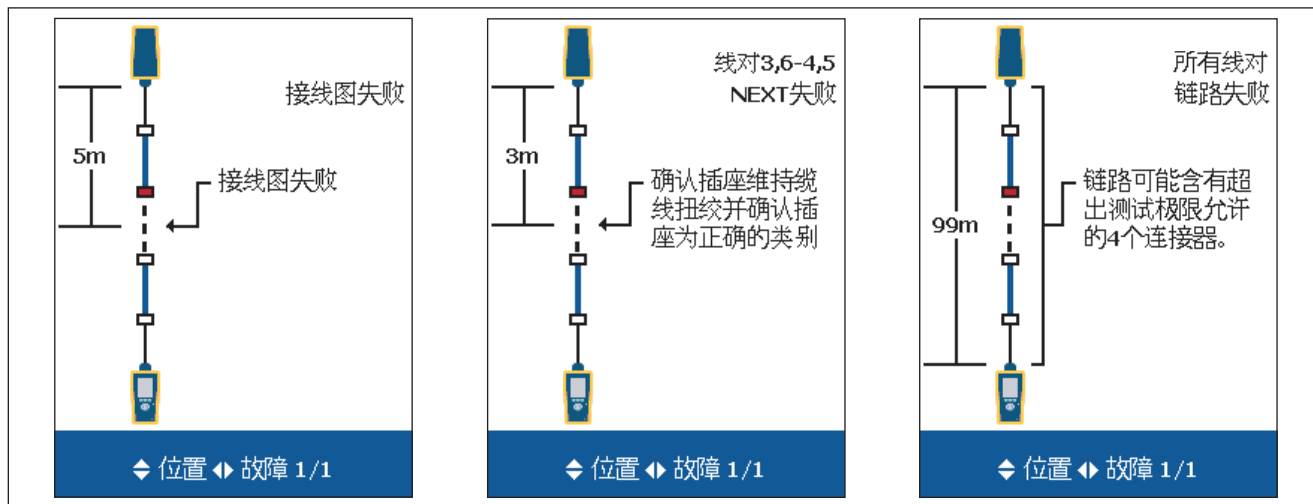 接线图失败
5m
接线图失败
位置 故障 1/1
线对3,6-4,5
NEXT失败
3m
确认插座维持缆
线扭绞并确认插
座为正确的类别
位置 故障 1/1
所有线对
链路失败
99m
链路可能含有超
出测试极限允许
的4个连接器。
位置 故障 1/1